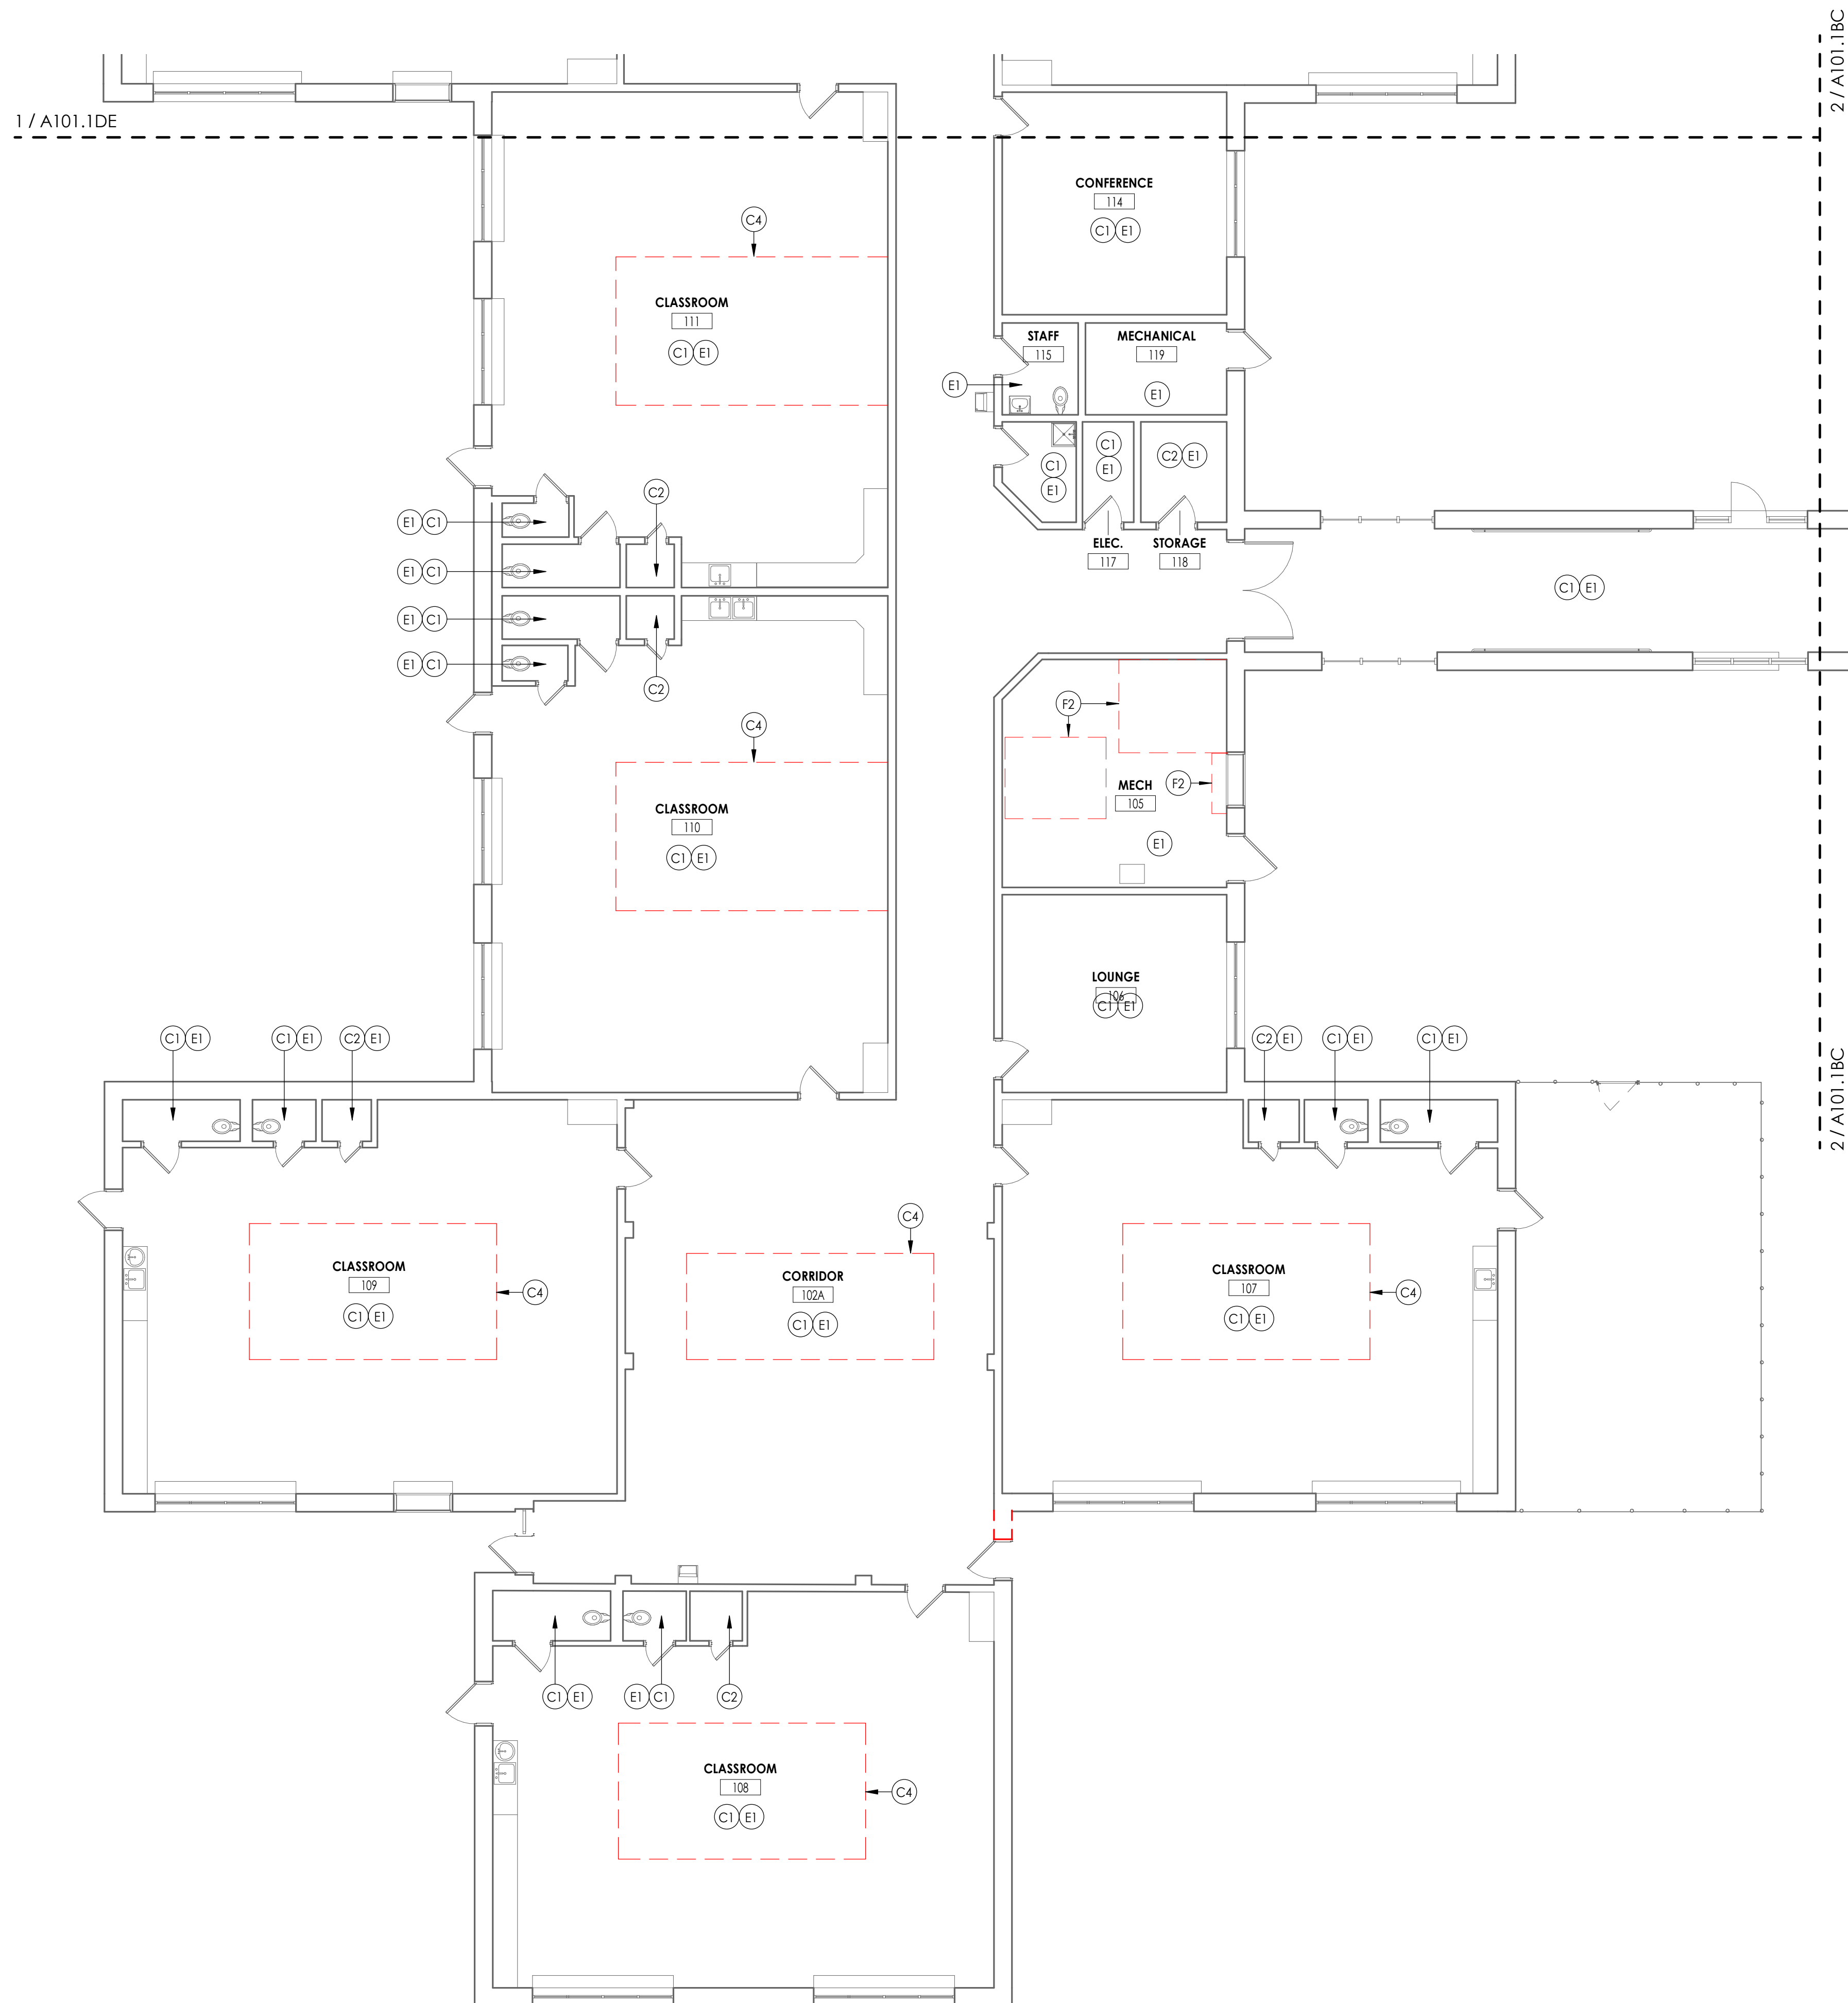 2 / A101.1BC
1 / A101.1DE
CONFERENCE
114
C1 E1
C4
CLASSROOM
111
C1 E1
STAFF
115
MECHANICAL
119
E1
E1
C1
E1
C1
E1
C2 E1
C2
E1 C1
E1 C1
E1 C1
E1 C1
C2
ELEC.
117
STORAGE
118
C1 E1
F2
F2
MECH
105
E1
C4
CLASSROOM
110
C1 E1
LOUNGE
106
C1 E1
C1 E1
C1 E1
C2 E1
C2 E1
C1 E1
C1 E1
2 / A101.1BC
C4
CLASSROOM
109
C1 E1
C4
CORRIDOR
102A
C1 E1
CLASSROOM
107
C1 E1
C4
C1 E1
E1 C1
C2
CLASSROOM
108
C1 E1
C4